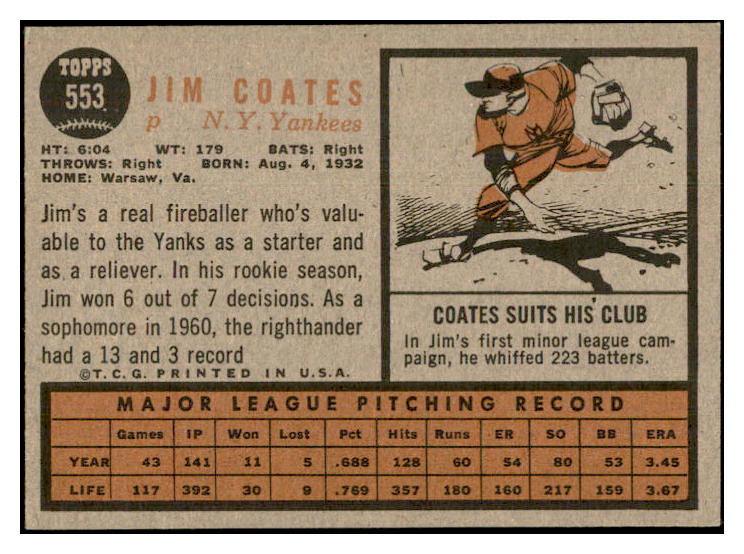 TOPPS
553
JIM COATES
p N.Y. Yankees
HT: 6:04 WT: 179 BATS: Right
THROWS: Right BORN: Aug. 4, 1932
HOME: Warsaw, Va.
Jim's a real fireballer who's valu-
able to the Yanks as a starter and
as a reliever. In his rookie season,
Jim won 6 out of 7 decisions. As a
sophomore in 1960, the righthander
had a 13 and 3 record
©T.C.G. PRINTED IN U.S.A.
COATES SUITS HIS CLUB
In Jim's first minor league cam-
paign, he whiffed 223 batters.
MAJOR LEAGUE PITCHING RECORD
Games IP Won Lost Pct Hits Runs ER SO BB ERA
YEAR 43 141 11 5 .688 128 60 54 80 53 3.45
LIFE 117 392 30 9 .769 357 180 160 217 159 3.67